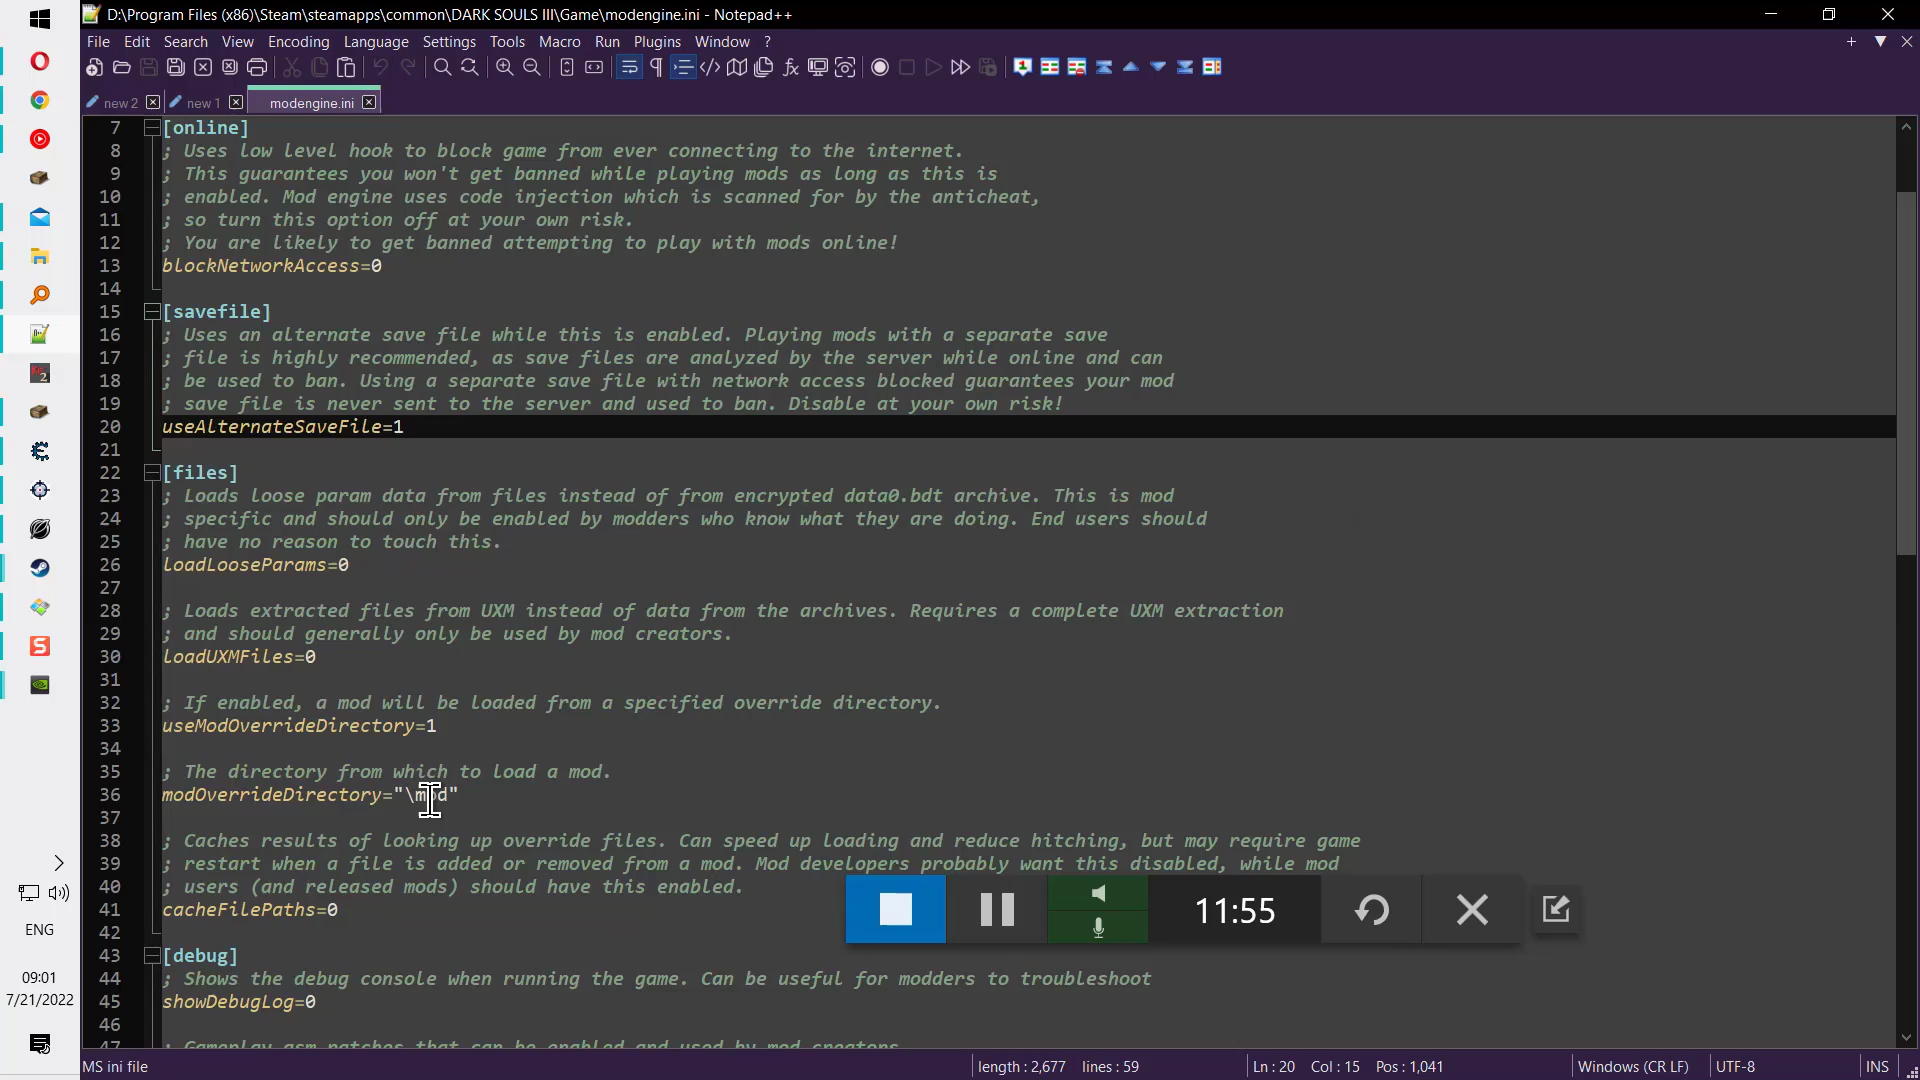 D:\Program Files (x86)\Steam\steamapps\common\DARK SOULS III\Game\modengine.ini - Notepad++
File Edit Search View Encoding Language Settings Tools Macro Run Plugins Window ?
new 2 new 1 modengine.ini
7 [online]
8 ; Uses low level hook to block game from ever connecting to the internet.
9 ; This guarantees you won't get banned while playing mods as long as this is
10 ; enabled. Mod engine uses code injection which is scanned for by the anticheat,
11 ; so turn this option off at your own risk.
12 ; You are likely to get banned attempting to play with mods online!
13 blockNetworkAccess=0
14
15 [savefile]
16 ; Uses an alternate save file while this is enabled. Playing mods with a separate save
17 ; file is highly recommended, as save files are analyzed by the server while online and can
18 ; be used to ban. Using a separate save file with network access blocked guarantees your mod
19 ; save file is never sent to the server and used to ban. Disable at your own risk!
20 useAlternateSaveFile=1
21
22 [files]
23 ; Loads loose param data from files instead of from encrypted data0.bdt archive. This is mod
24 ; specific and should only be enabled by modders who know what they are doing. End users should
25 ; have no reason to touch this.
26 loadLooseParams=0
27
28 ; Loads extracted files from UXM instead of data from the archives. Requires a complete UXM extraction
29 ; and should generally only be used by mod creators.
30 loadUXMFiles=0
31
32 ; If enabled, a mod will be loaded from a specified override directory.
33 useModOverrideDirectory=1
34
35 ; The directory from which to load a mod.
36 modOverrideDirectory="\mod"
37
38 ; Caches results of looking up override files. Can speed up loading and reduce hitching, but may require game
39 ; restart when a file is added or removed from a mod. Mod developers probably want this disabled, while mod
40 ; users (and released mods) should have this enabled.
41 cacheFilePaths=0
42
43 [debug]
44 ; Shows the debug console when running the game. Can be useful for modders to troubleshoot
45 showDebugLog=0
46
47 ; Gameplay asm patches that can be enabled and used by mod creators
11:55
ENG
09:01
7/21/2022
MS ini file length : 2,677 lines : 59 Ln : 20 Col : 15 Pos : 1,041 Windows (CR LF) UTF-8 INS